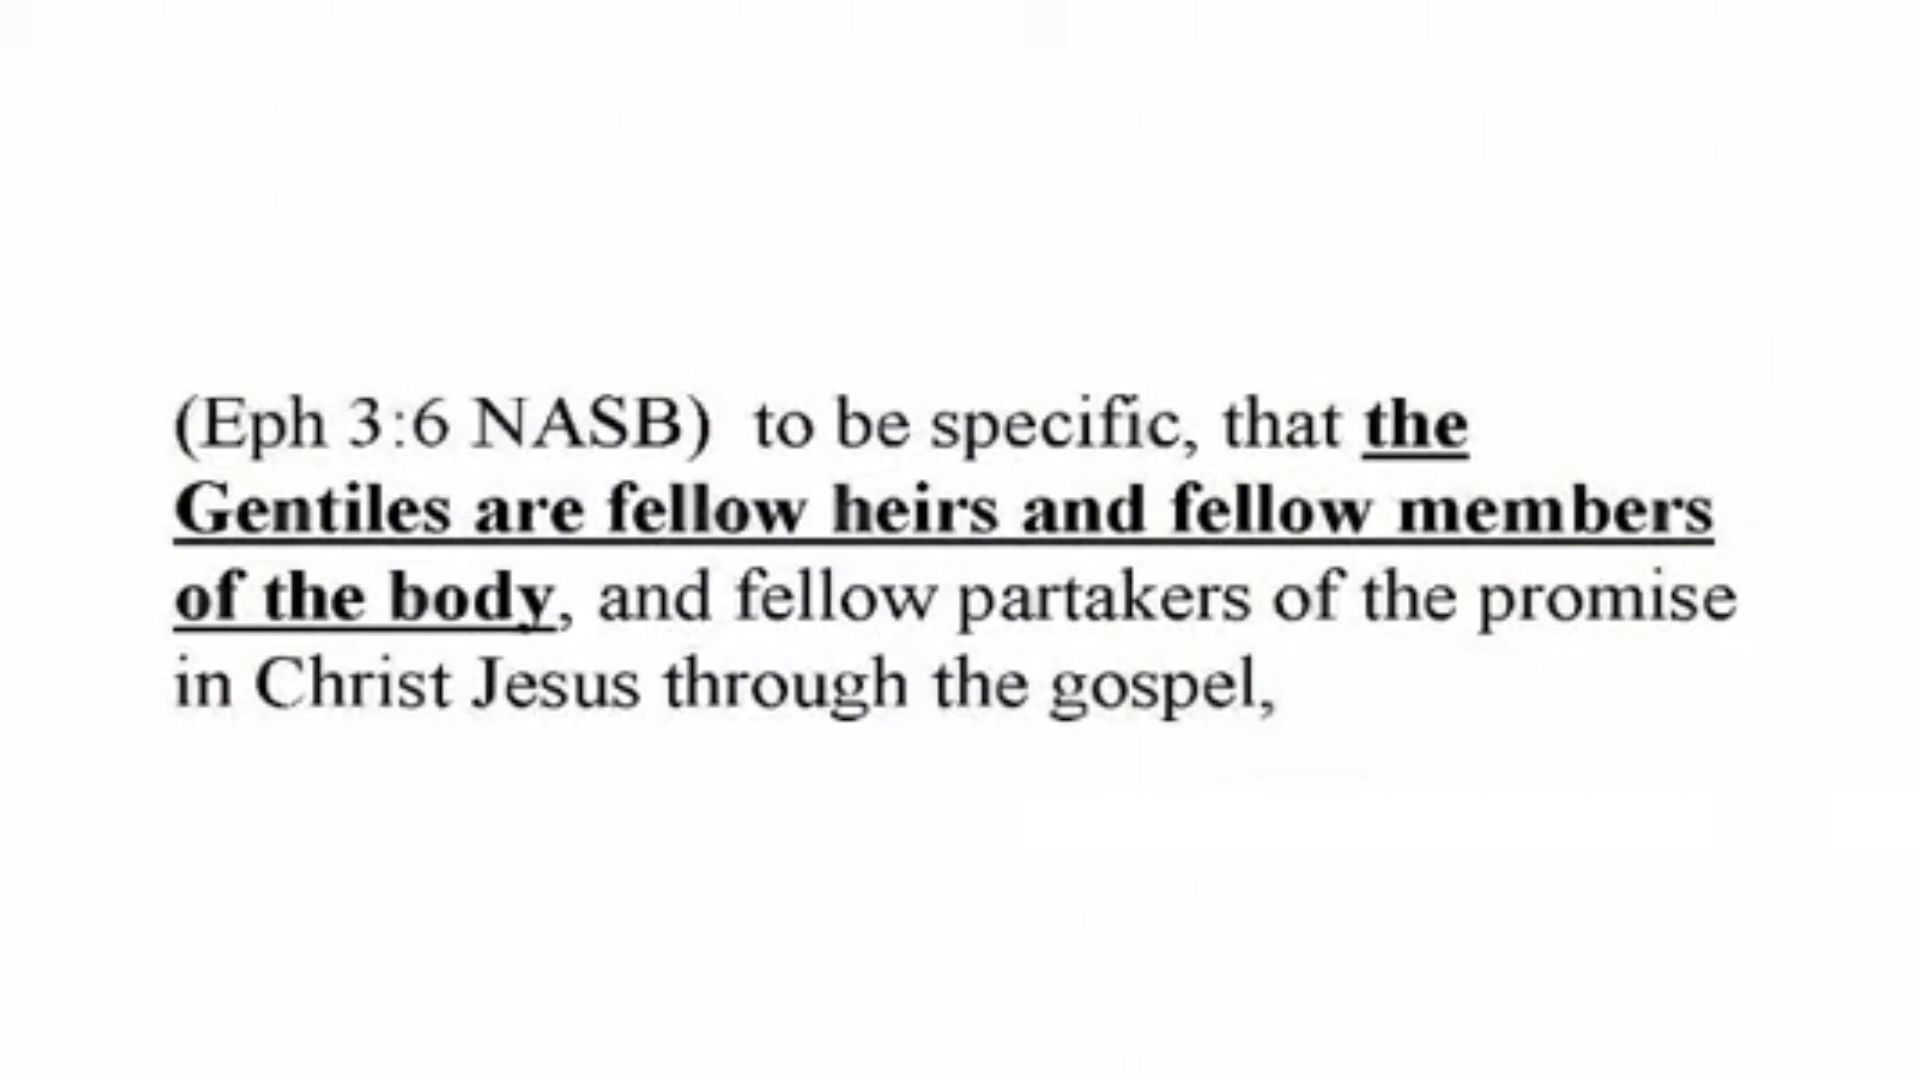 (Eph 3:6 NASB)  to be specific, that the
Gentiles are fellow heirs and fellow members
of the body, and fellow partakers of the promise
in Christ Jesus through the gospel,